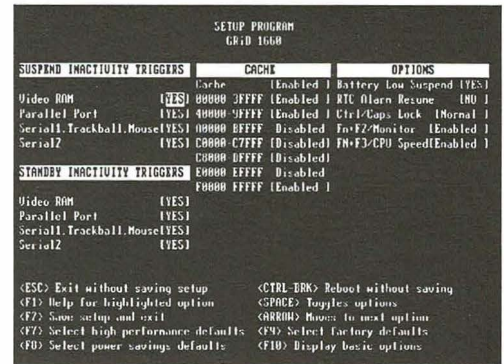 SETUP PROGRAM
GRiD 1660
SUSPEND INACTIVITY TRIGGERS
Video RAM [YES]
Parallel Port [YES]
Serial1,Trackball,Mouse[YES]
Serial2 [YES]
STANDBY INACTIVITY TRIGGERS
Video RAM [YES]
Parallel Port [YES]
Serial1,Trackball,Mouse[YES]
Serial2 [YES]
CACHE
Cache [Enabled ]
00000 3FFFF [Enabled ]
40000-9FFFF [Enabled ]
A0000 BFFFF Disabled
C0000-C7FFF [Disabled]
C8000 DFFFF [Disabled]
E0000 EFFFF Disabled
F0000 FFFFF [Enabled ]
OPTIONS
Battery Low Suspend [YES]
RTC Alarm Resume [NO ]
Ctrl/Caps Lock [Normal ]
Fn+F2/Monitor [Enabled ]
FN+F3/CPU Speed[Enabled ]
<ESC> Exit without saving setup
<F1> Help for highlighted option
<F2> Save setup and exit
<F7> Select high performance defaults
<F8> Select power savings defaults
<CTRL-BRK> Reboot without saving
<SPACE> Toggles options
<ARROW> Moves to next option
<F9> Select factory defaults
<F10> Display basic options